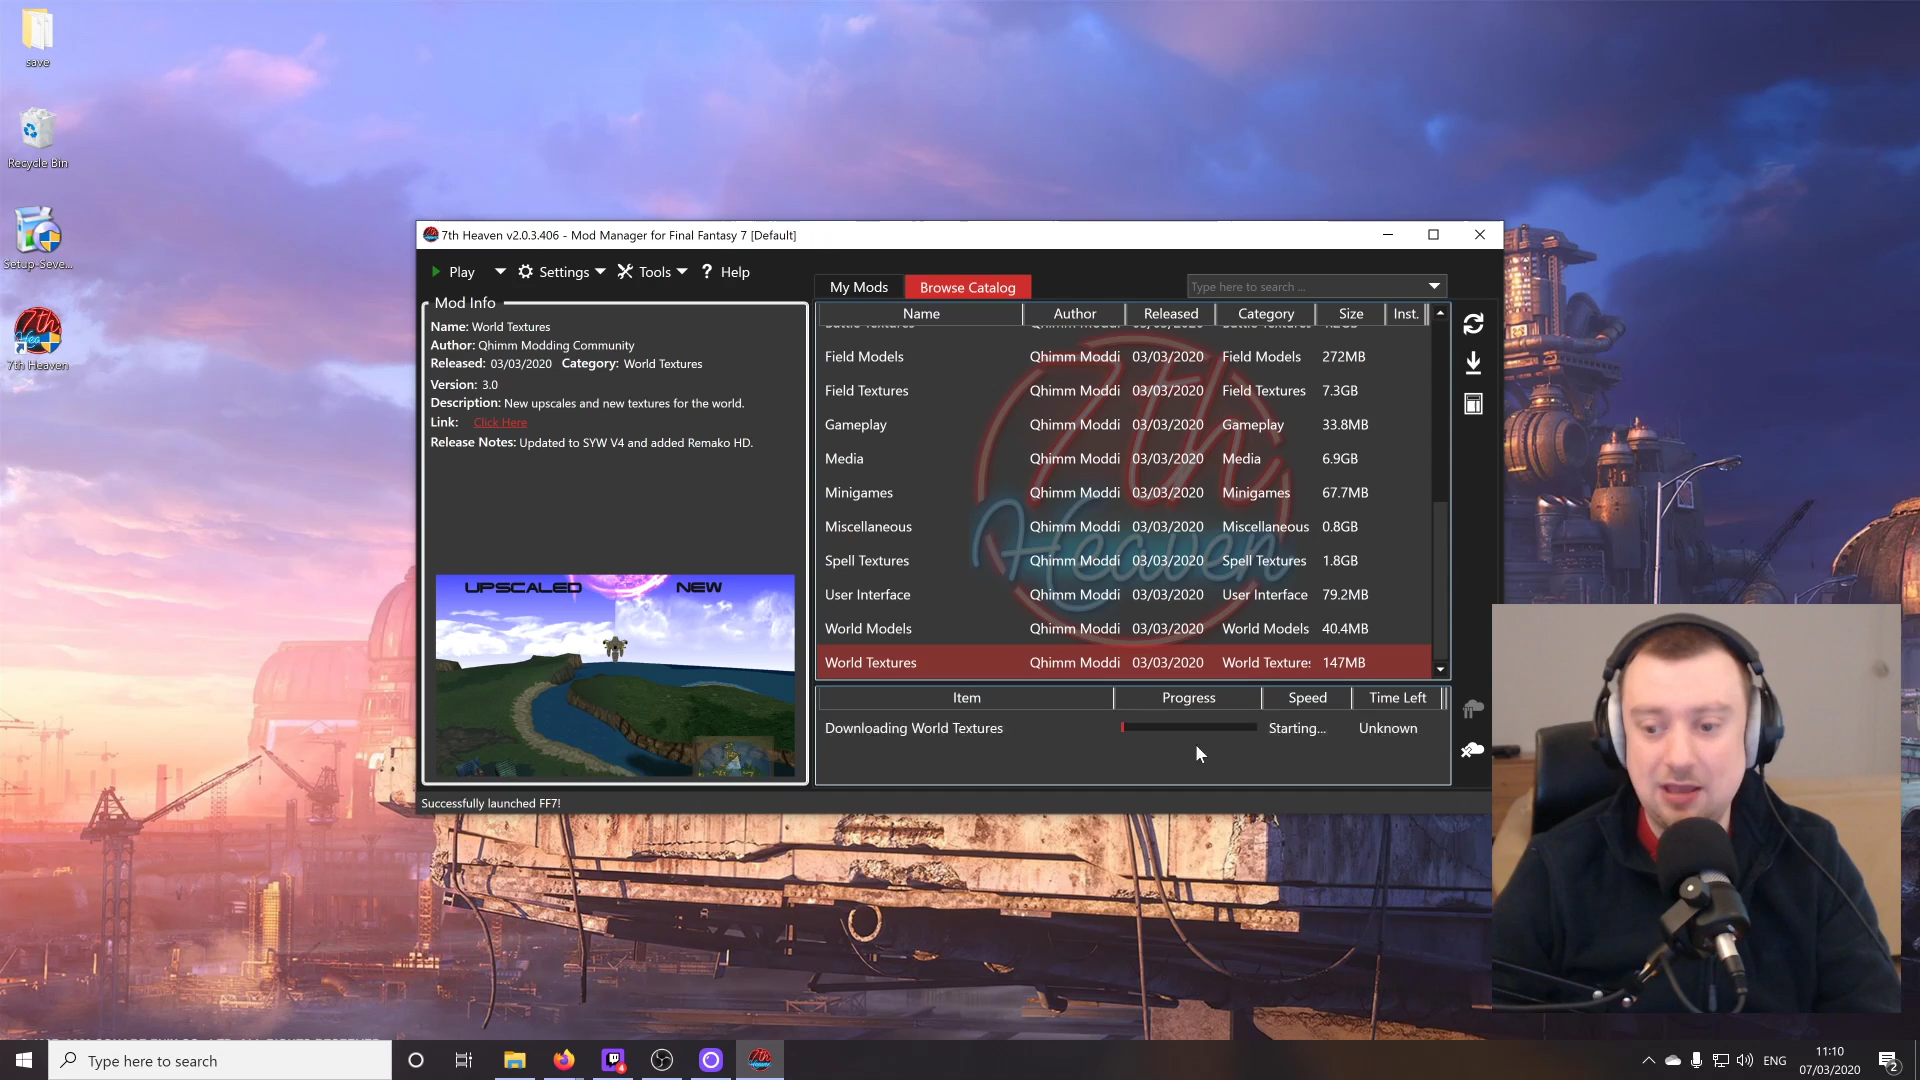 save
Recycle Bin
Setup-Seve...
7th Heaven
7th Heaven v2.0.3.406 - Mod Manager for Final Fantasy 7 [Default]
Play
Settings
Tools
? Help
My Mods
Browse Catalog
Type here to search ...
Mod Info
Name: World Textures
Author: Qhimm Modding Community
Released: 03/03/2020 Category: World Textures
Version: 3.0
Description: New upscales and new textures for the world.
Link: Click Here
Release Notes: Updated to SYW V4 and added Remako HD.
UPSCALED NEW
Name Author Released Category Size Inst.
Field Models Qhimm Moddi 03/03/2020 Field Models 272MB
Field Textures Qhimm Moddi 03/03/2020 Field Textures 7.3GB
Gameplay Qhimm Moddi 03/03/2020 Gameplay 33.8MB
Media Qhimm Moddi 03/03/2020 Media 6.9GB
Minigames Qhimm Moddi 03/03/2020 Minigames 67.7MB
Miscellaneous Qhimm Moddi 03/03/2020 Miscellaneous 0.8GB
Spell Textures Qhimm Moddi 03/03/2020 Spell Textures 1.8GB
User Interface Qhimm Moddi 03/03/2020 User Interface 79.2MB
World Models Qhimm Moddi 03/03/2020 World Models 40.4MB
World Textures Qhimm Moddi 03/03/2020 World Textures 147MB
7th
Heaven
Item Progress Speed Time Left
Downloading World Textures Starting... Unknown
Successfully launched FF7!
Type here to search
4
ENG
11:10
07/03/2020
2